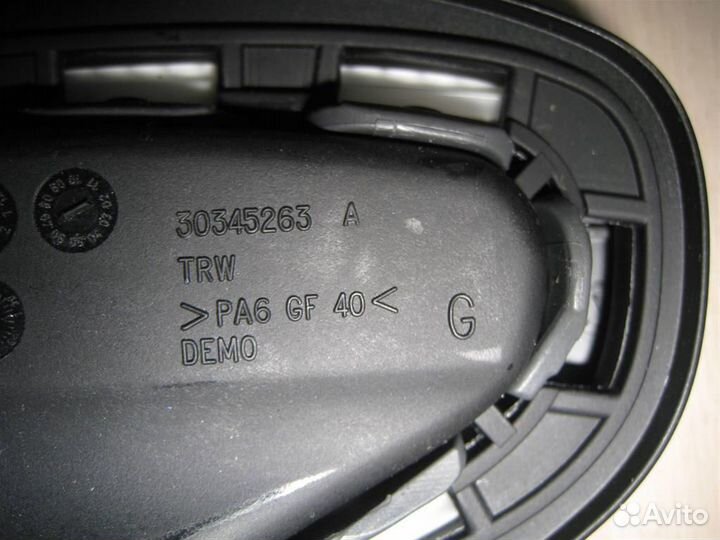 30345263 A
TRW
>PA6 GF 40<
DEMO
G
Avito